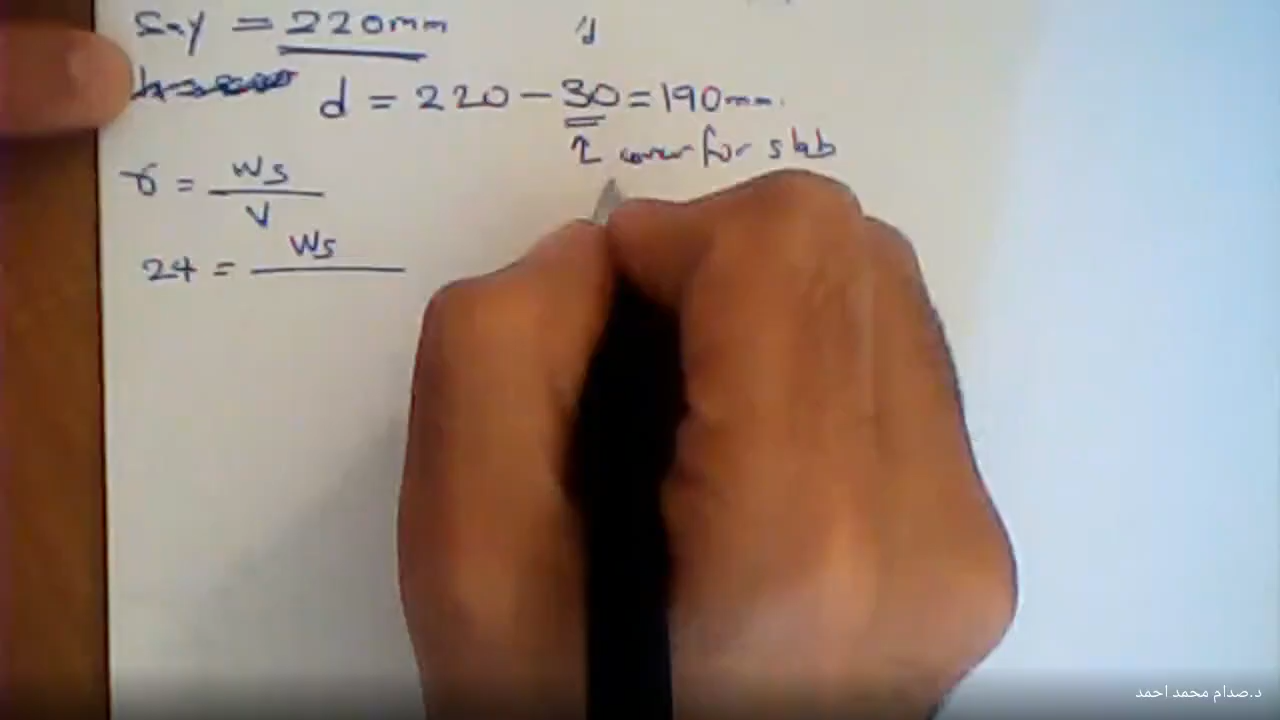 Say = 220mm
d = 220 - 30 = 190mm.
cover for slab
γ = Ws / V
24 = Ws
د.صدام محمد احمد